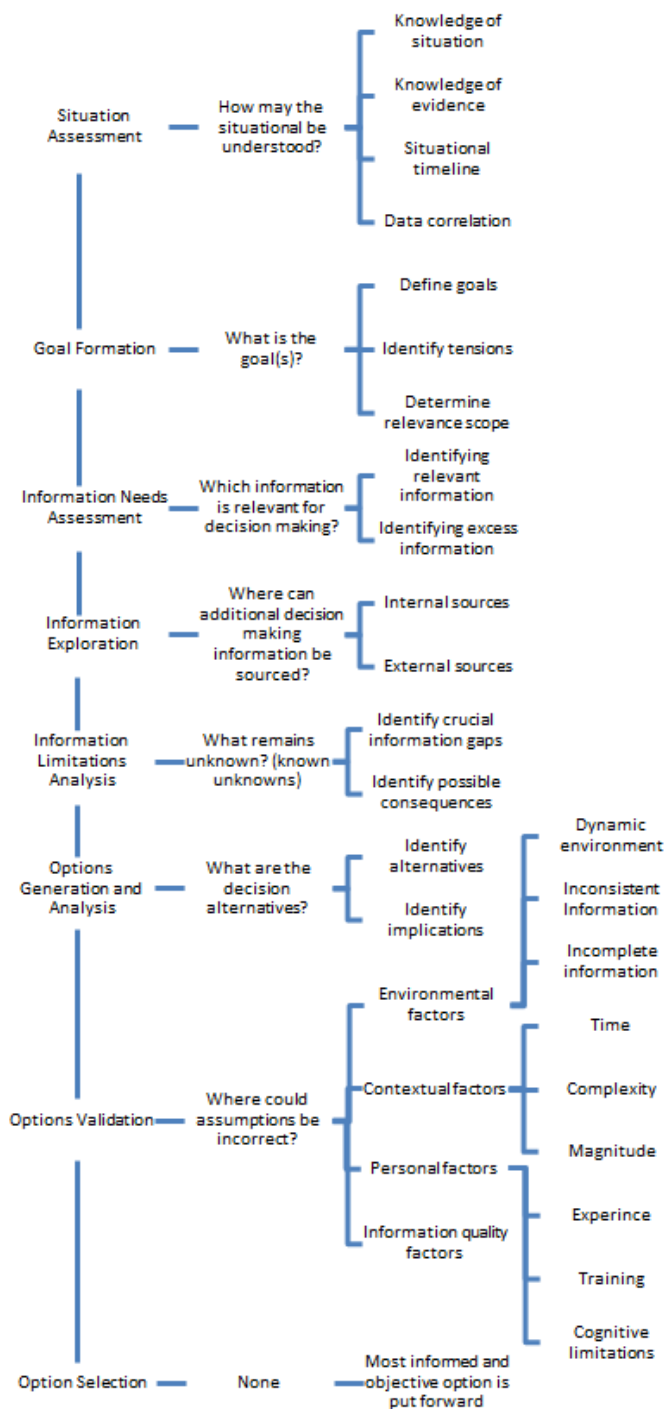 Situation
Assessment
How may the
situational be
understood?
Knowledge of
situation
Knowledge of
evidence
Situational
timeline
Data correlation
Goal Formation
What is the
goal(s)?
Define goals
Identify tensions
Determine
relevance scope
Information Needs
Assessment
Which information
is relevant for
decision making?
Identifying
relevant
information
Identifying excess
information
Information
Exploration
Where can
additional decision
making
information be
sourced?
Internal sources
External sources
Information
Limitations
Analysis
What remains
unknown? (known
unknowns)
Identify crucial
information gaps
Identify possible
consequences
Options
Generation and
Analysis
What are the
decision
alternatives?
Identify
alternatives
Identify
implications
Options Validation
Where could
assumptions be
incorrect?
Environmental
factors
Dynamic
environment
Inconsistent
Information
Incomplete
information
Contextual factors
Time
Complexity
Magnitude
Personal factors
Experince
Training
Cognitive
limitations
Information quality
factors
Option Selection
None
Most informed and
objective option is
put forward